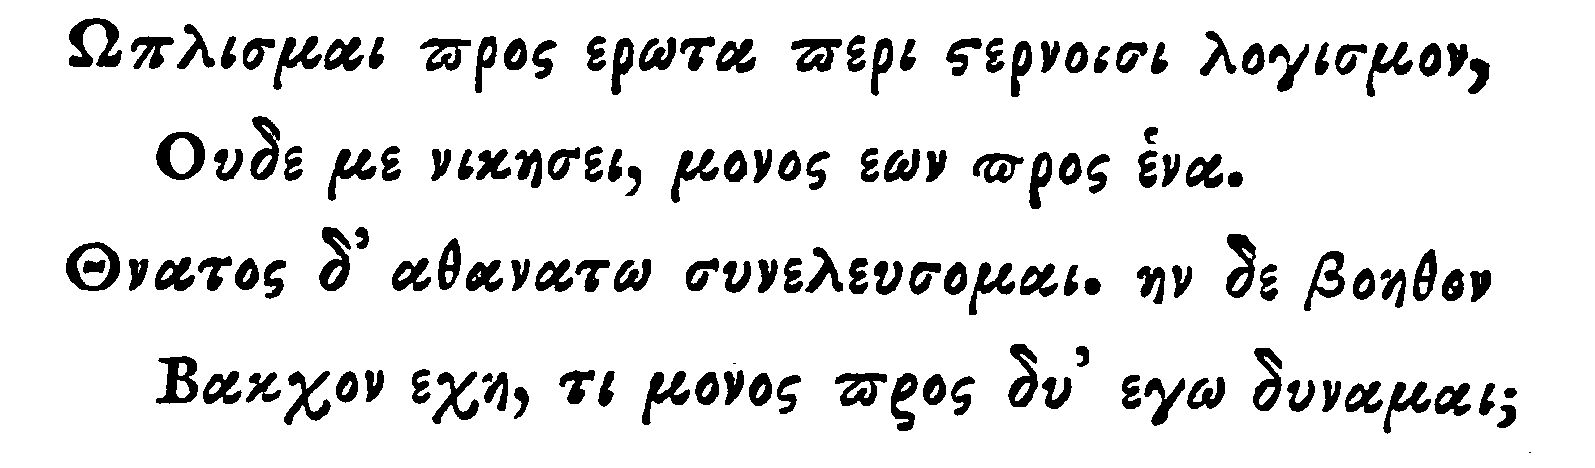 Ωπλισμαι ϖρος ερωτα ϖερι ϛερνοισι λογισμον,
Ουδε με νικησει, μονος εων ϖρος ἑνα.
Θνατος δ᾽ αθανατω συνελευσομαι. ην δε βοηθον
Βακχον εχη, τι μονος ϖρος δυ᾽ εγω δυναμαι;